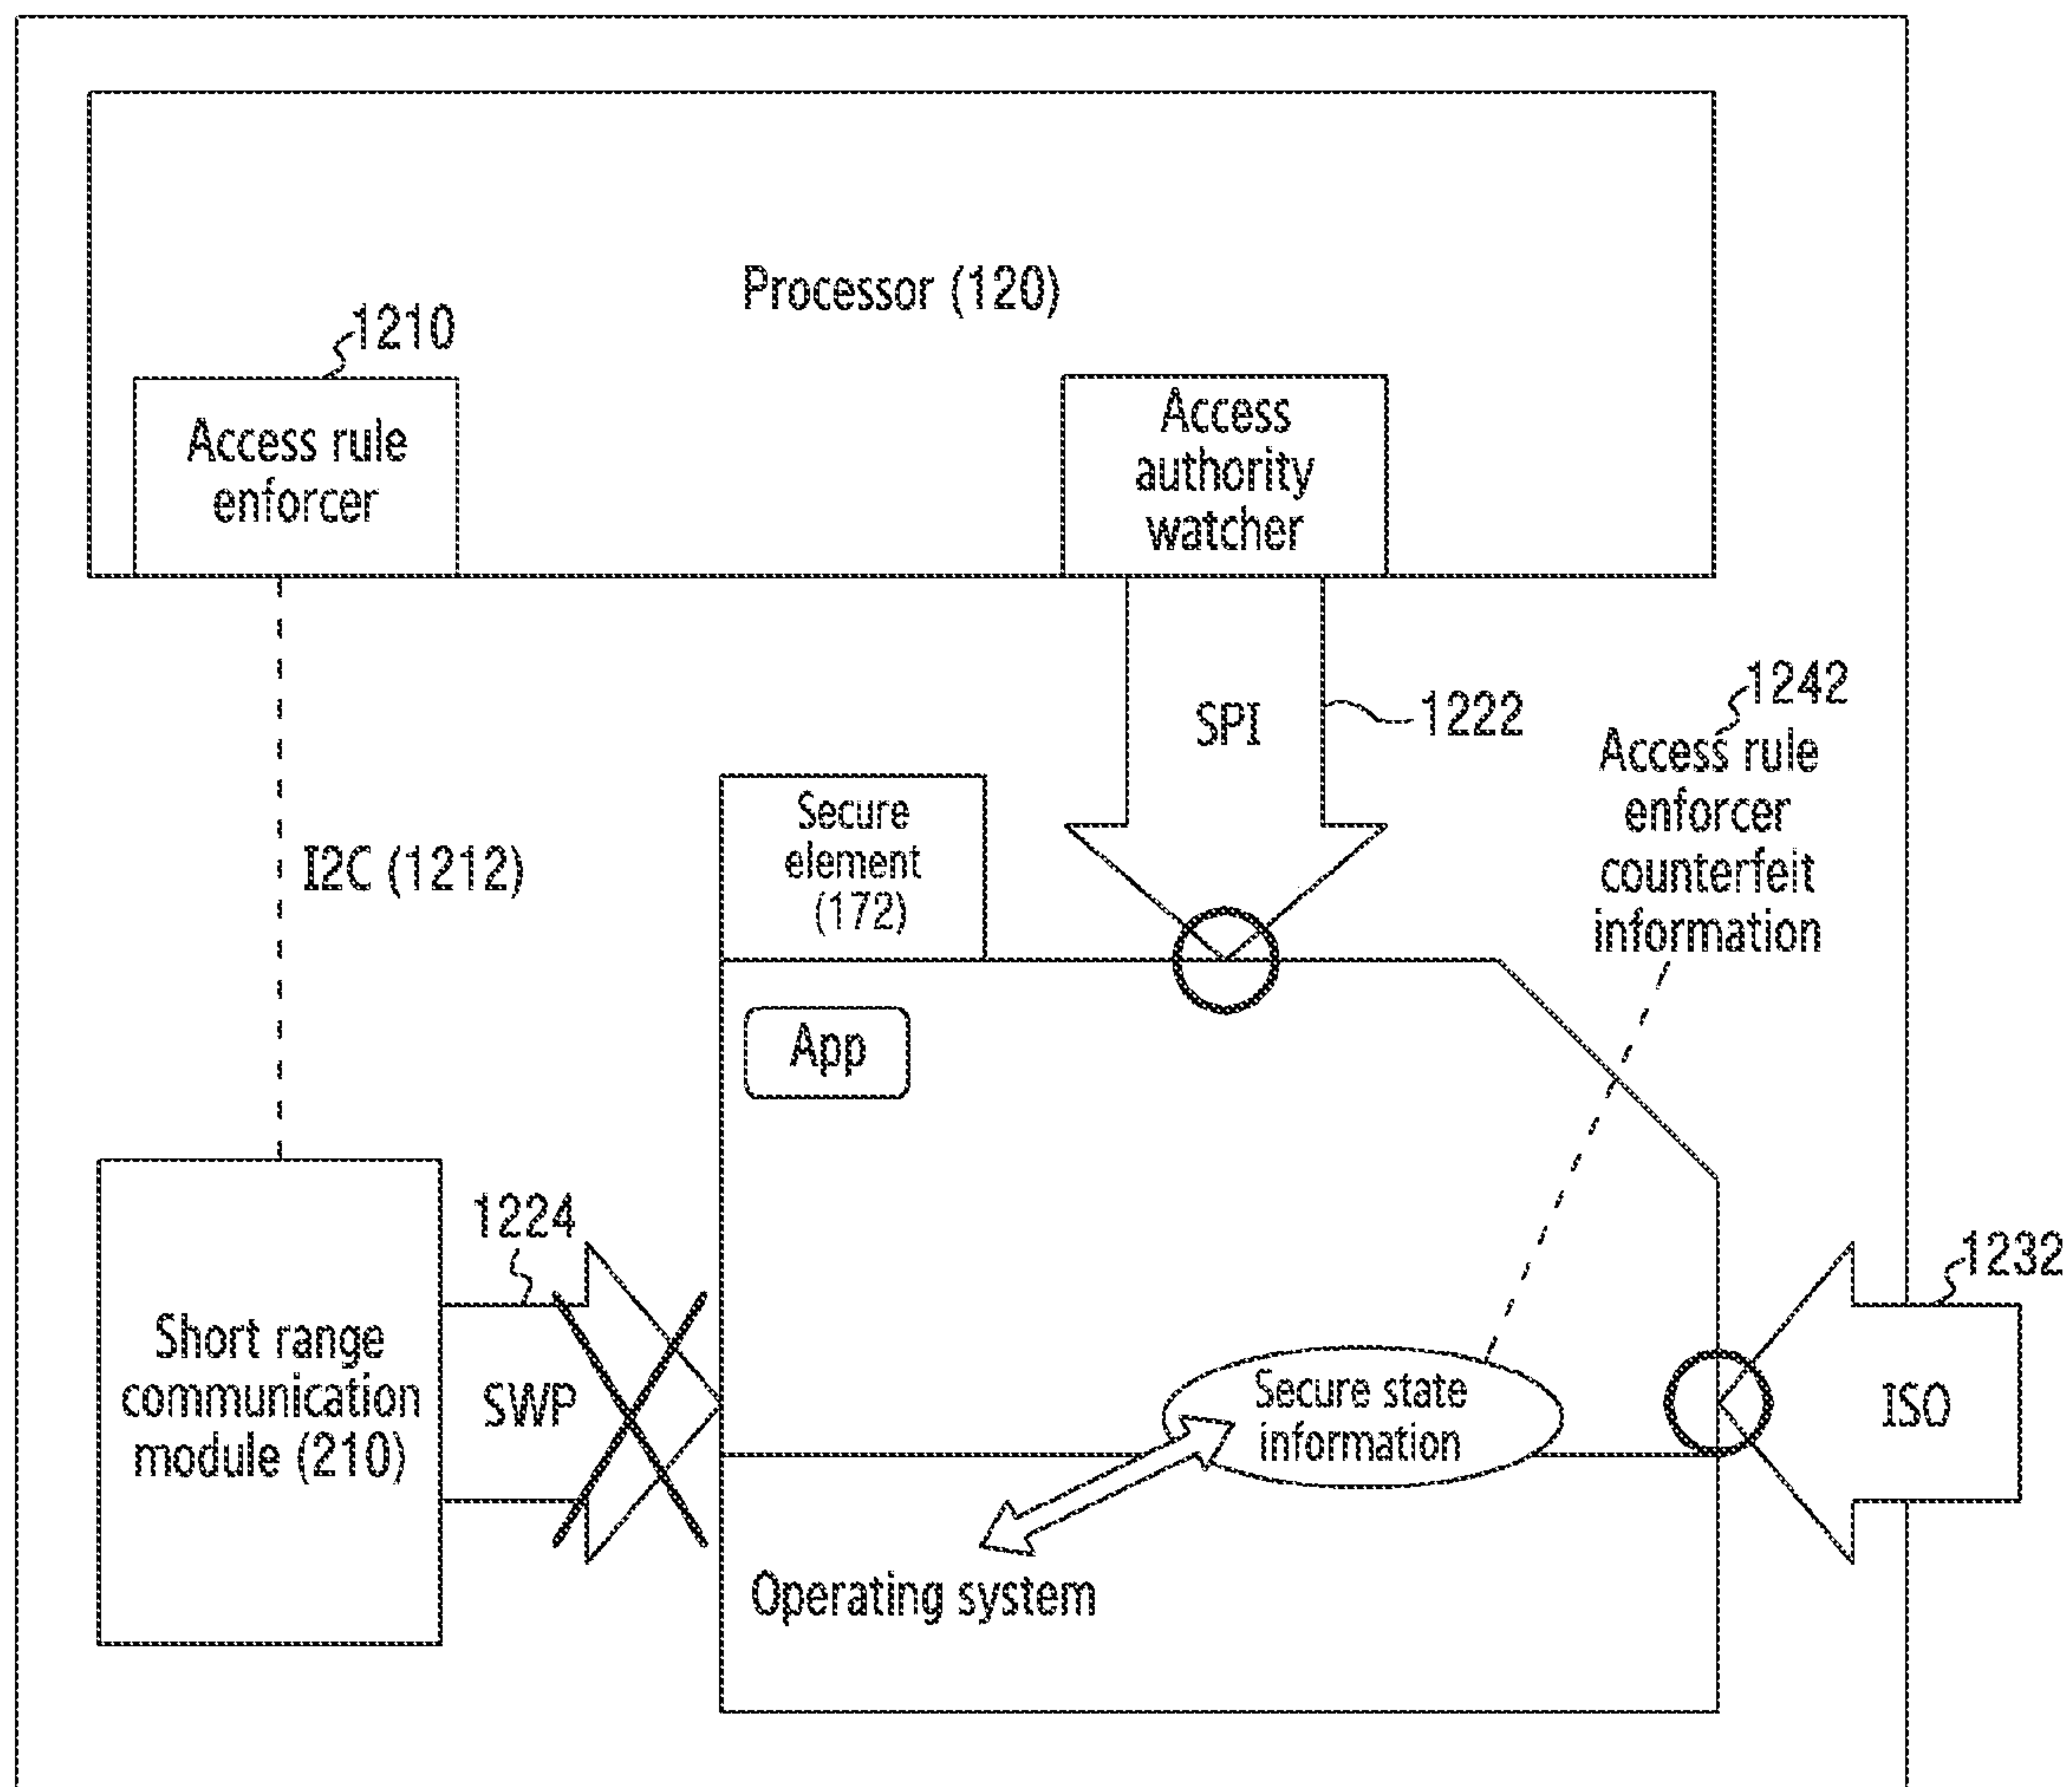 Processor (120)
1210
Access rule
enforcer
Access
authority
watcher
SPI
1222
1242
Access rule
enforcer
counterfeit
information
I2C (1212)
Secure
element
(172)
App
1224
1232
Short range
communication
module (210)
SWP
Secure state
information
ISO
Operating system